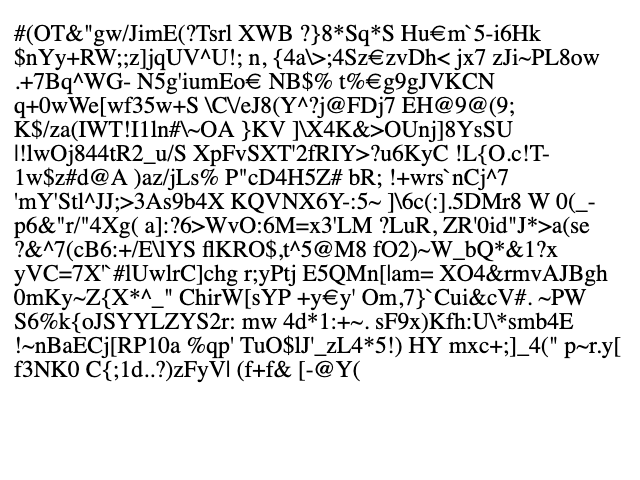 #(OT&"gw/JimE(?Tsrl XWB ?}8*Sq*S Hu€m`5-i6Hk
$nYy+RW;;z]jqUV^U!; n, {4a\>;4Sz€zvDh< jx7 zJi~PL8ow
.+7Bq^WG- N5g'iumEo€ NB$% t%€g9gJVKCN
q+0wWe[wf35w+S \C\/eJ8(Y^?j@FDj7 EH@9@(9;
K$/za(IWT!I1ln#\~OA }KV ]\X4K&>OUnj]8YsSU
|!lwOj844tR2_u/S XpFvSXT'2fRIY>?u6KyC !L{O.c!T-
1w$z#d@A )az/jLs% P"cD4H5Z# bR; !+wrs`nCj^7
'mY'Stl^JJ;>3As9b4X KQVNX6Y-:5~ ]\6c(:].5DMr8 W 0(_-
p6&"r/"4Xg( a]:?6>WvO:6M=x3'LM ?LuR, ZR'0id"J*>a(se
?&^7(cB6:+/E\lYS flKRO$,t^5@M8 fO2)~W_bQ*&1?x
yVC=7X'`#lUwlrC]chg r;yPtj E5QMn[|am= XO4&rmvAJBgh
0mKy~Z{X*^_" ChirW[sYP +y€y' Om,7}`Cui&cV#. ~PW
S6%k{oJSYYLZYS2r: mw 4d*1:+~. sF9x)Kfh:U\*smb4E
!~nBaECj[RP10a %qp' TuO$lJ'_zL4*5!) HY mxc+;]_4(" p~r.y[
f3NK0 C{;1d..?)zFyV| (f+f& [-@Y(